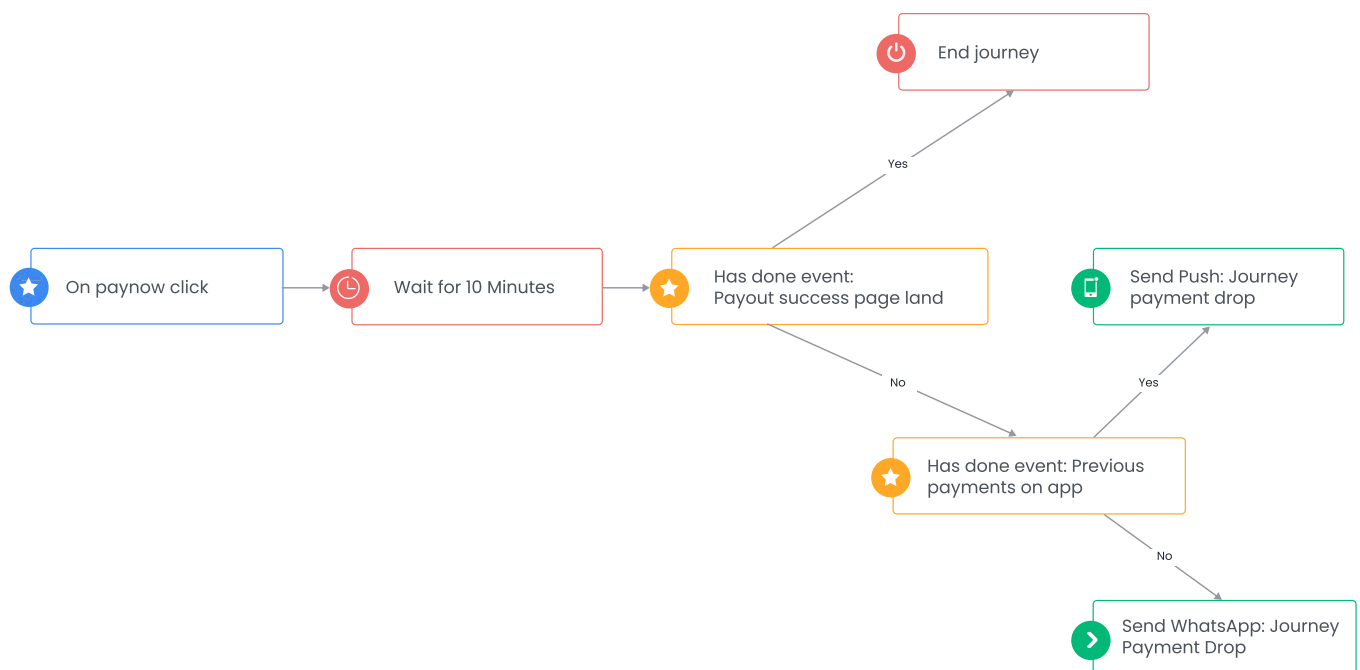 End journey
Yes
On paynow click
Wait for 10 Minutes
Has done event:
Payout success page land
Send Push: Journey
payment drop
No
Yes
Has done event: Previous
payments on app
No
Send WhatsApp: Journey
Payment Drop